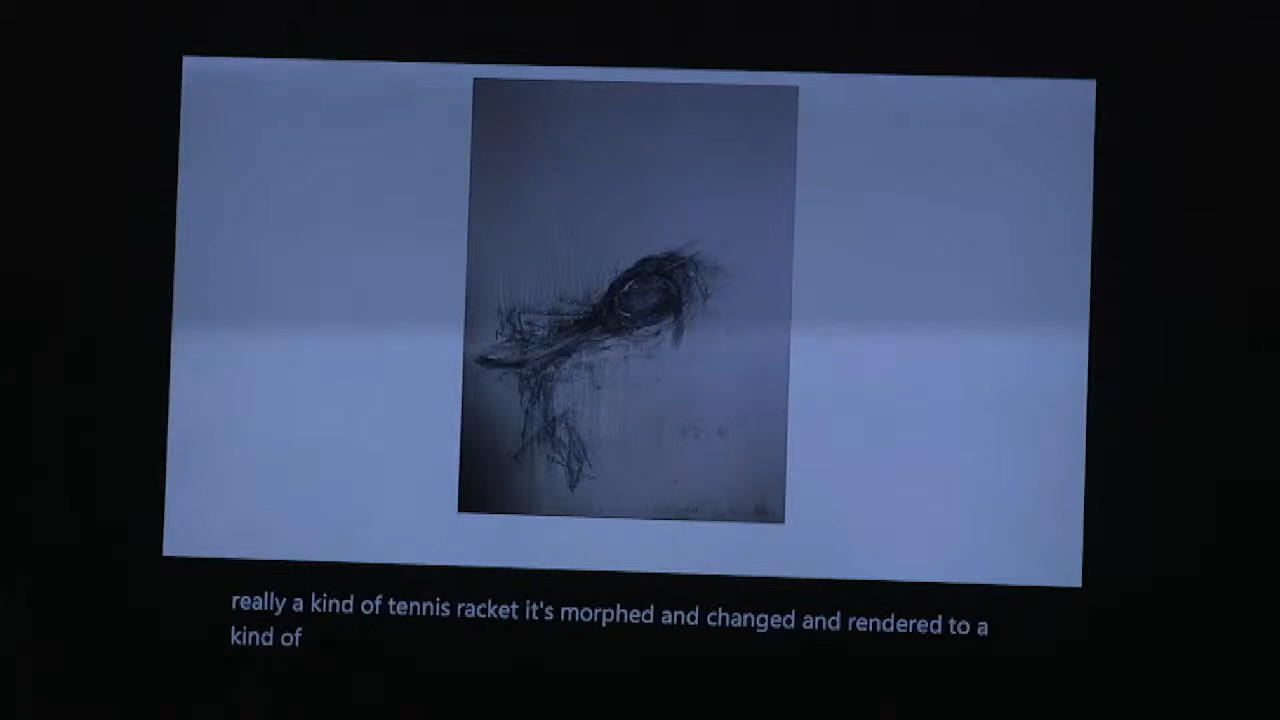 really a kind of tennis racket it's morphed and changed and rendered to a
kind of